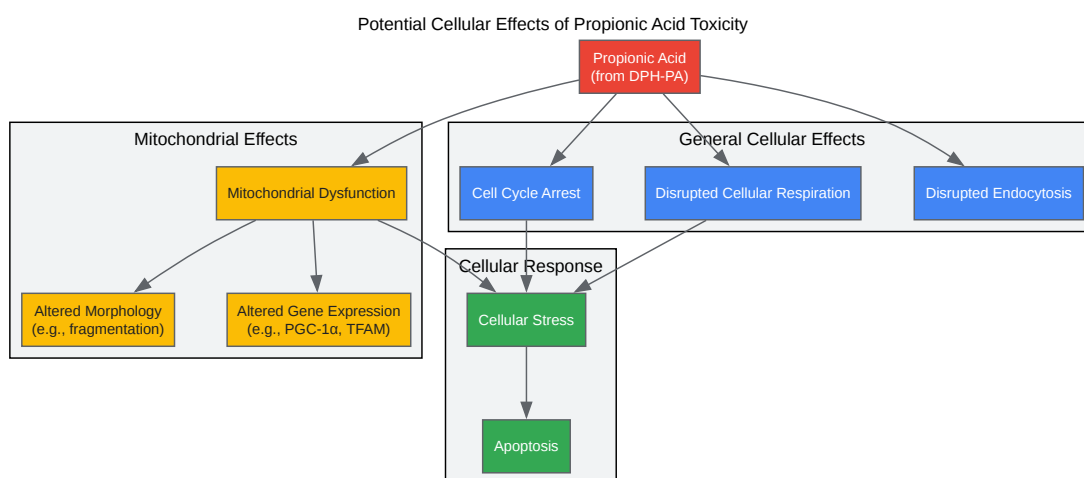 Potential Cellular Effects of Propionic Acid Toxicity
Propionic Acid
(from DPH-PA)
Mitochondrial Effects
General Cellular Effects
Mitochondrial Dysfunction
Cell Cycle Arrest
Disrupted Cellular Respiration
Disrupted Endocytosis
Cellular Response
Altered Morphology
(e.g., fragmentation)
Altered Gene Expression
(e.g., PGC-1α, TFAM)
Cellular Stress
Apoptosis